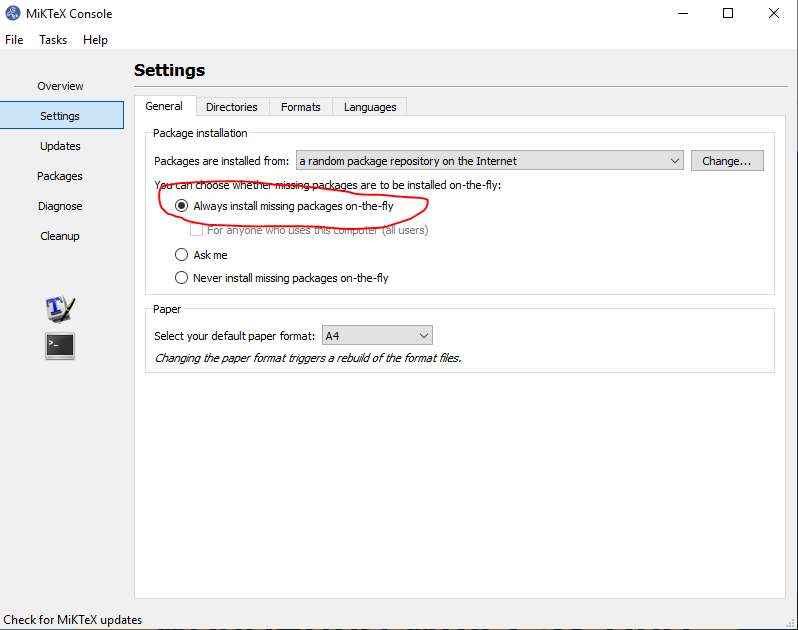 MiKTeX Console
File Tasks Help
Overview
Settings
Updates
Packages
Diagnose
Cleanup
Settings
General Directories Formats Languages
Package installation
Packages are installed from: a random package repository on the Internet Change...
You can choose whether missing packages are to be installed on-the-fly:
Always install missing packages on-the-fly
For anyone who uses this computer (all users)
Ask me
Never install missing packages on-the-fly
Paper
Select your default paper format: A4
Changing the paper format triggers a rebuild of the format files.
Check for MiKTeX updates